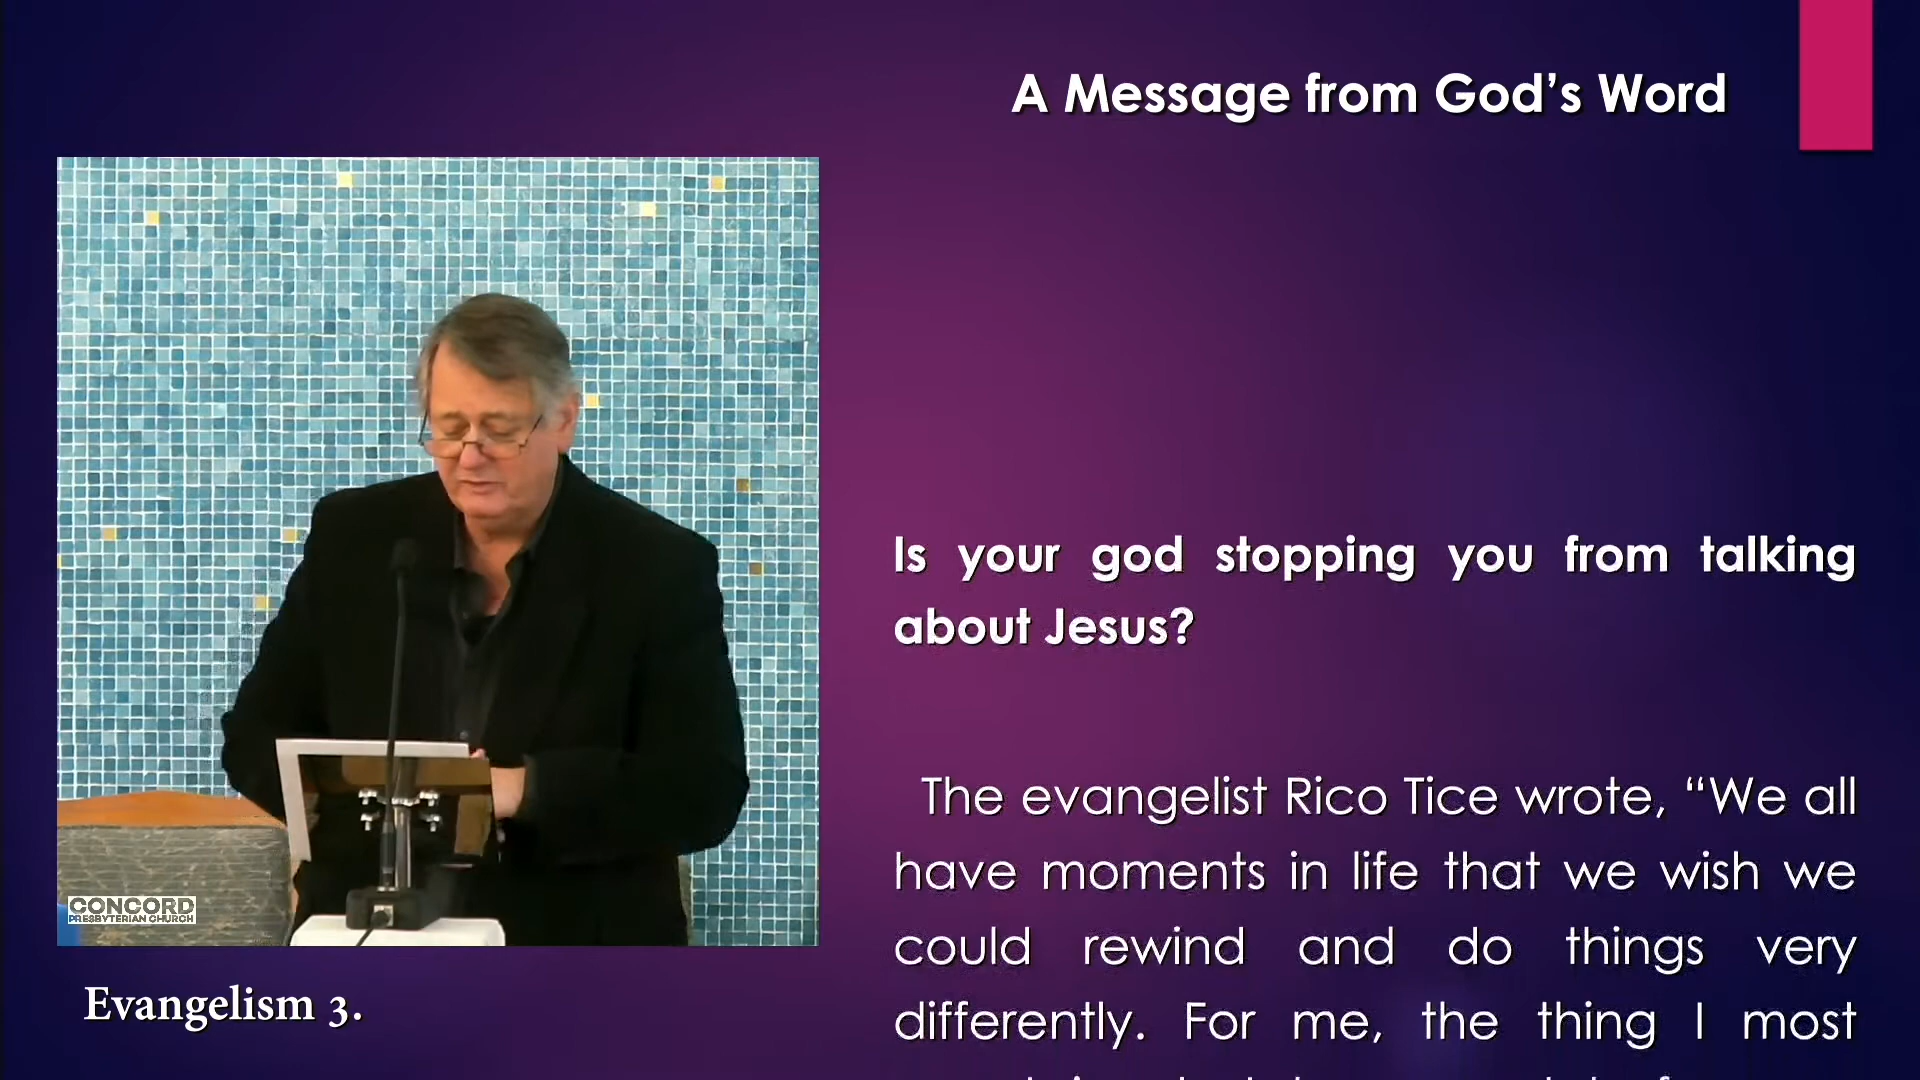 A Message from God’s Word
Is your god stopping you from talking
about Jesus?
The evangelist Rico Tice wrote, “We all
have moments in life that we wish we
could rewind and do things very
differently. For me, the thing I most
CONCORD
PRESBYTERIAN CHURCH
Evangelism 3.